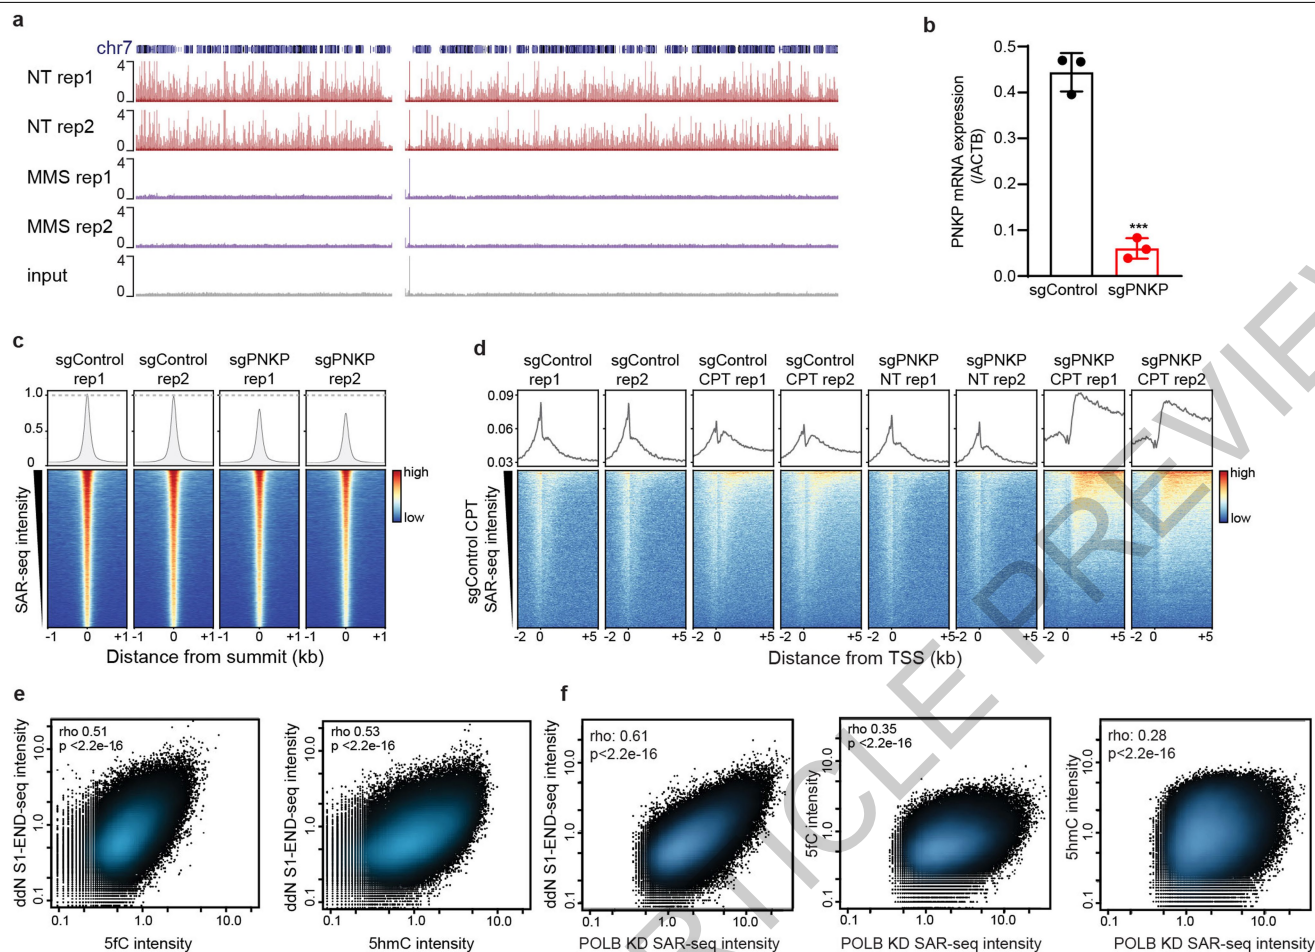 a
chr7
NT rep1
4
0
NT rep2
4
0
MMS rep1
4
0
MMS rep2
4
0
input
4
0
b
PNKP mRNA expression
(/ACTB)
0.5
0.4
0.3
0.2
0.1
0.0
***
sgControl sgPNKP
c
sgControl rep1
sgControl rep2
sgPNKP rep1
sgPNKP rep2
1.0
0.5
0
SAR-seq intensity
high
low
-1 0 +1 -1 0 +1 -1 0 +1 -1 0 +1
Distance from summit (kb)
d
sgControl rep1
sgControl rep2
sgControl CPT rep1
sgControl CPT rep2
sgPNKP NT rep1
sgPNKP NT rep2
sgPNKP CPT rep1
sgPNKP CPT rep2
0.09
0.06
0.03
sgControl CPT
SAR-seq intensity
high
low
-2 0 +5 -2 0 +5 -2 0 +5 -2 0 +5 -2 0 +5 -2 0 +5 -2 0 +5 -2 0 +5
Distance from TSS (kb)
e
ddN S1-END-seq intensity
rho 0.51
p <2.2e-16
10.0
1.0
0.1
0.1 1.0 10.0
5fC intensity
ddN S1-END-seq intensity
rho 0.53
p <2.2e-16
10.0
1.0
0.1
0.1 1.0 10.0
5hmC intensity
f
ddN S1-END-seq intensity
rho: 0.61
p<2.2e-16
10.0
1.0
0.1
0.1 1.0 10.0
POLB KD SAR-seq intensity
5fC intensity
rho 0.35
p <2.2e-16
10.0
1.0
0.1
0.1 1.0 10.0
POLB KD SAR-seq intensity
5hmC intensity
rho: 0.28
p<2.2e-16
10.0
1.0
0.1
0.1 1.0 10.0
POLB KD SAR-seq intensity
ARTICLE PREVIEW